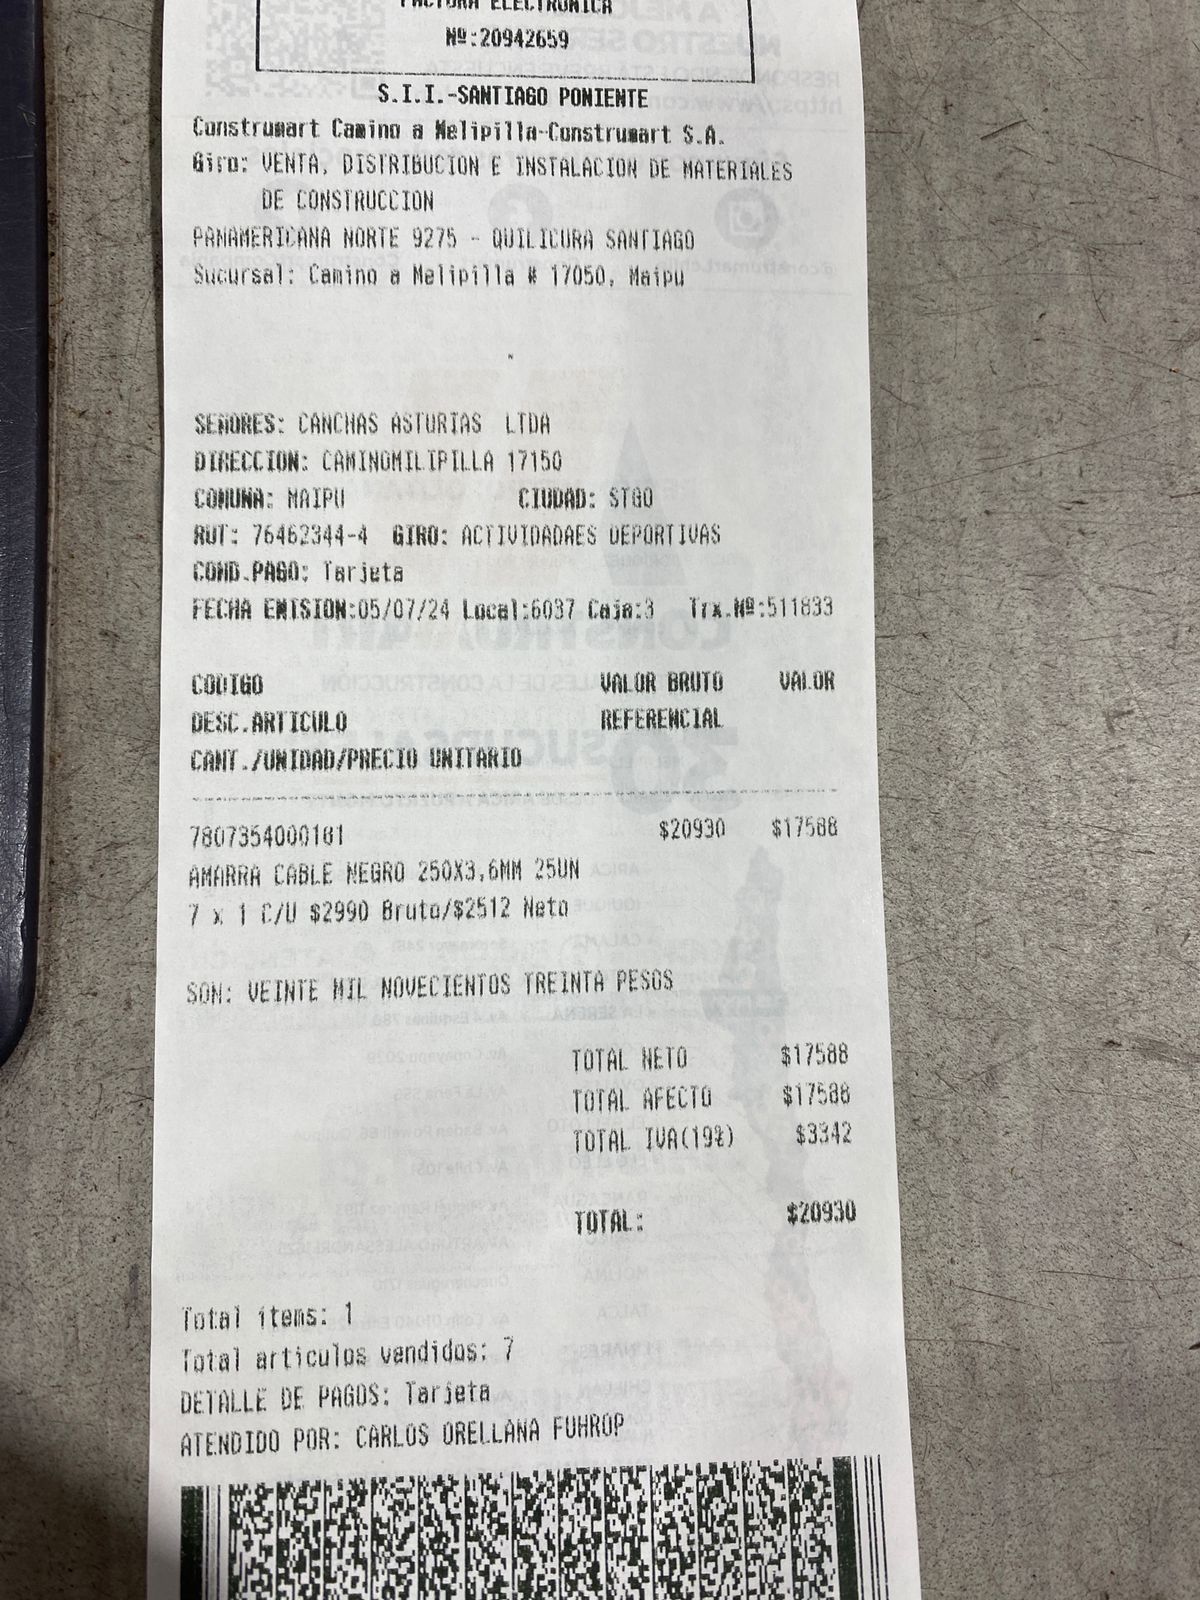 FACTURA ELECTRONICA
Nº:20942659
S.I.I.-SANTIAGO PONIENTE
Construmart Camino a Melipilla-Construmart S.A.
Giro: VENTA, DISTRIBUCION E INSTALACION DE MATERIALES
DE CONSTRUCCION
PANAMERICANA NORTE 9275 - QUILICURA SANTIAGO
Sucursal: Camino a Melipilla # 17050, Maipu
SEÑORES: CANCHAS ASTURIAS LTDA
DIRECCION: CAMINOMILIPILLA 17150
COMUNA: MAIPU CIUDAD: STGO
RUT: 76462344-4 GIRO: ACTIVIDADAES DEPORTIVAS
COND.PAGO: Tarjeta
FECHA EMISION:05/07/24 Local:6037 Caja:3 Trx.Nº:511833
CODIGO VALOR BRUTO VALOR
DESC.ARTICULO REFERENCIAL
CANT./UNIDAD/PRECIO UNITARIO
7807354000181 $20930 $17588
AMARRA CABLE NEGRO 250X3,6MM 25UN
7 x 1 C/U $2990 Bruto/$2512 Neto
SON: VEINTE MIL NOVECIENTOS TREINTA PESOS
TOTAL NETO $17588
TOTAL AFECTO $17588
TOTAL IVA(19%) $3342
TOTAL: $20930
Total items: 1
Total articulos vendidos: 7
DETALLE DE PAGOS: Tarjeta
ATENDIDO POR: CARLOS ORELLANA FUHROP